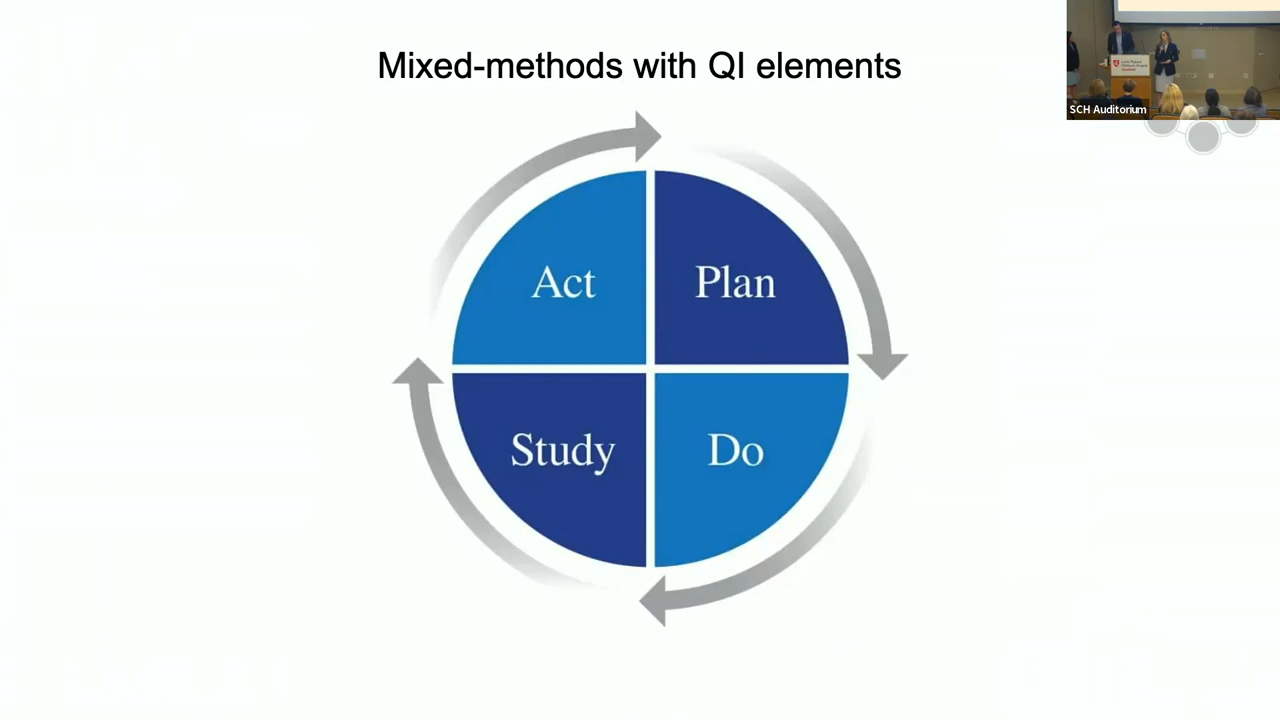 Mixed-methods with QI elements
SCH Auditorium
Act
Plan
Study
Do